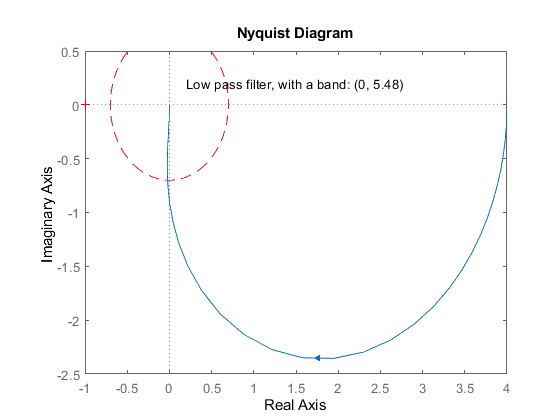 Nyquist Diagram
0.5
Low pass filter, with a band: (0, 5.48)
0
-0.5
-1
-1.5
-2
-2.5
Imaginary Axis
-1 -0.5 0 0.5 1 1.5 2 2.5 3 3.5 4
Real Axis